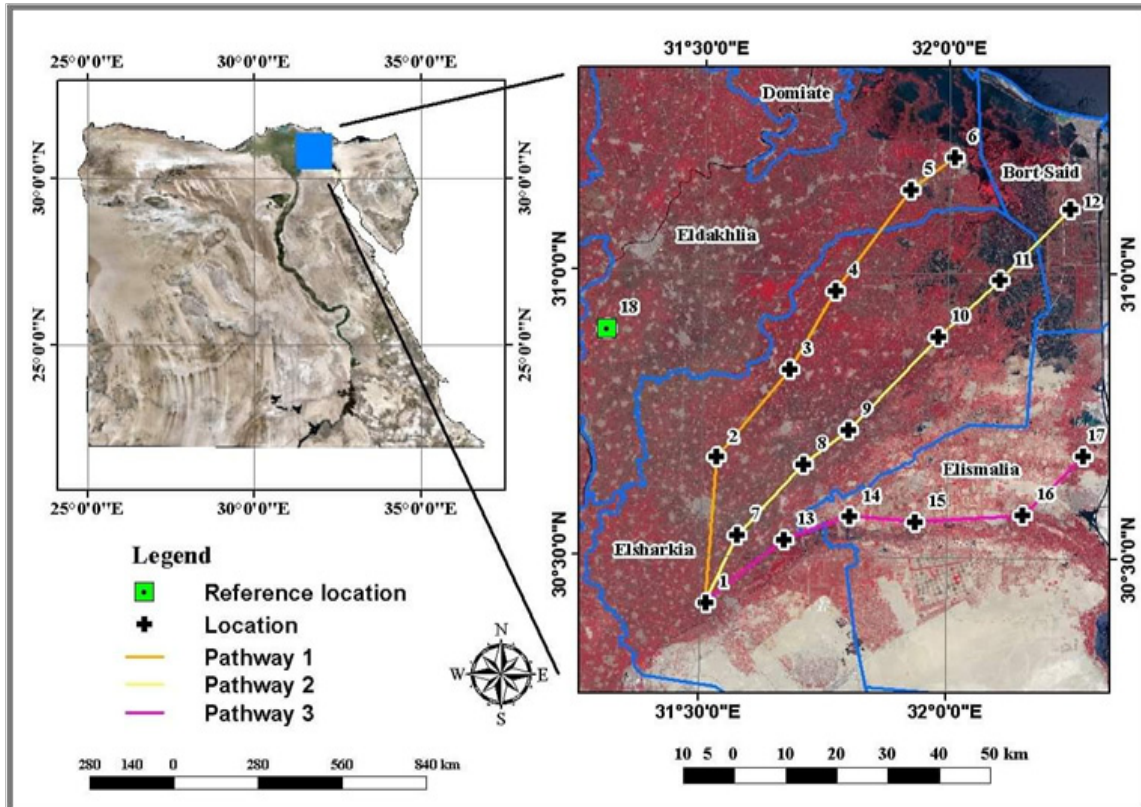 25°0'0"E 30°0'0"E 35°0'0"E
30°0'0"N 30°0'0"N
25°0'0"N 25°0'0"N
25°0'0"E 30°0'0"E 35°0'0"E
Legend
Reference location
Location
Pathway 1
Pathway 2
Pathway 3
N
W E
S
280 140 0 280 560 840 km
31°30'0"E 32°0'0"E
Domiate
6
5
Bort Said
12
Eldakhlia
11
31°0'0"N 31°0'0"N
4
18
10
3
9
2
8
17
Elismalia
14
16
15
13
7
30°30'0"N 30°30'0"N
Elsharkia
1
31°30'0"E 32°0'0"E
10 5 0 10 20 30 40 50 km